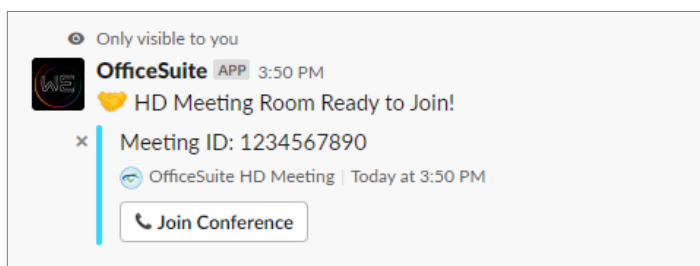 Only visible to you
OfficeSuite APP 3:50 PM
WE
🤝 HD Meeting Room Ready to Join!
Meeting ID: 1234567890
OfficeSuite HD Meeting | Today at 3:50 PM
Join Conference